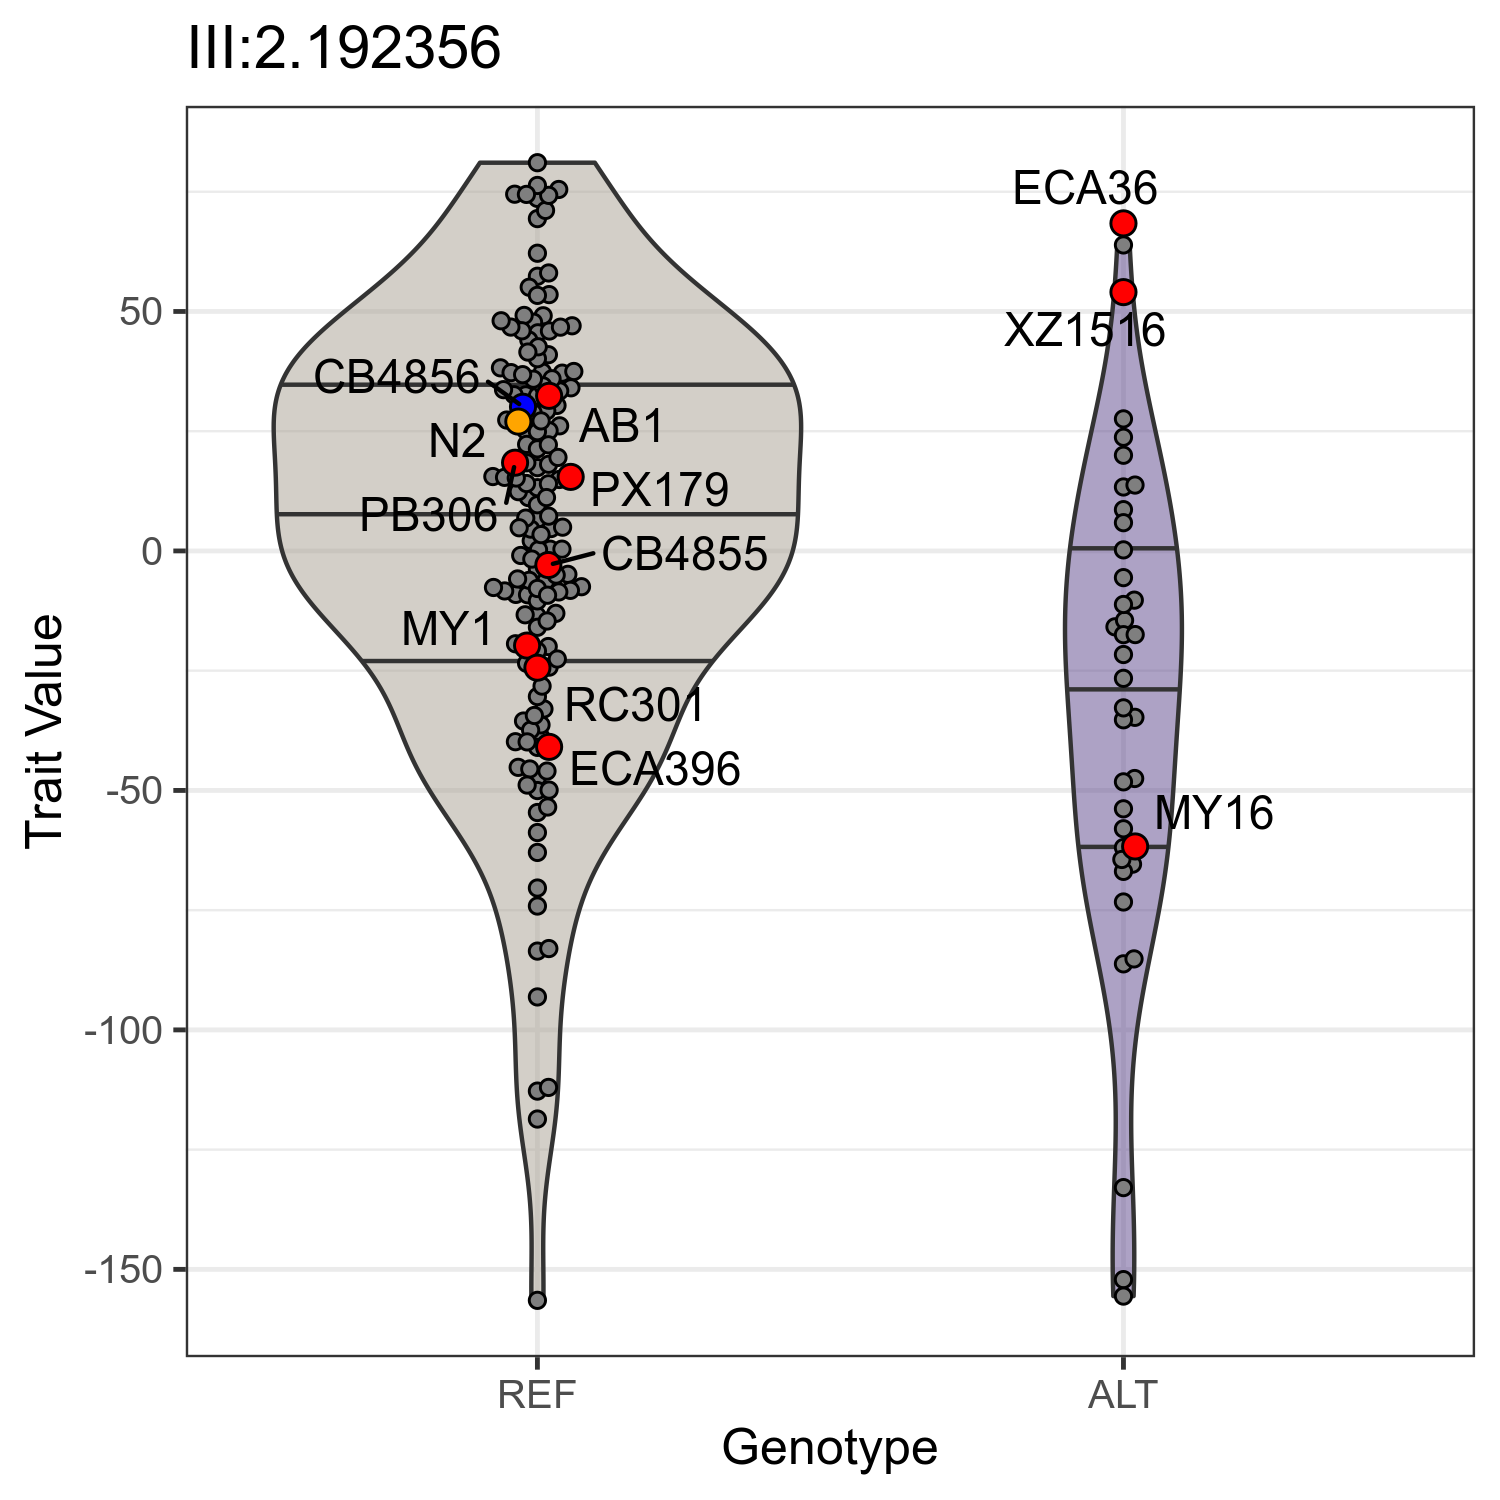 III:2.192356
Trait Value
50
0
-50
-100
-150
ECA36
XZ1516
CB4856
AB1
N2
PX179
PB306
CB4855
MY1
RC301
ECA396
MY16
REF
ALT
Genotype